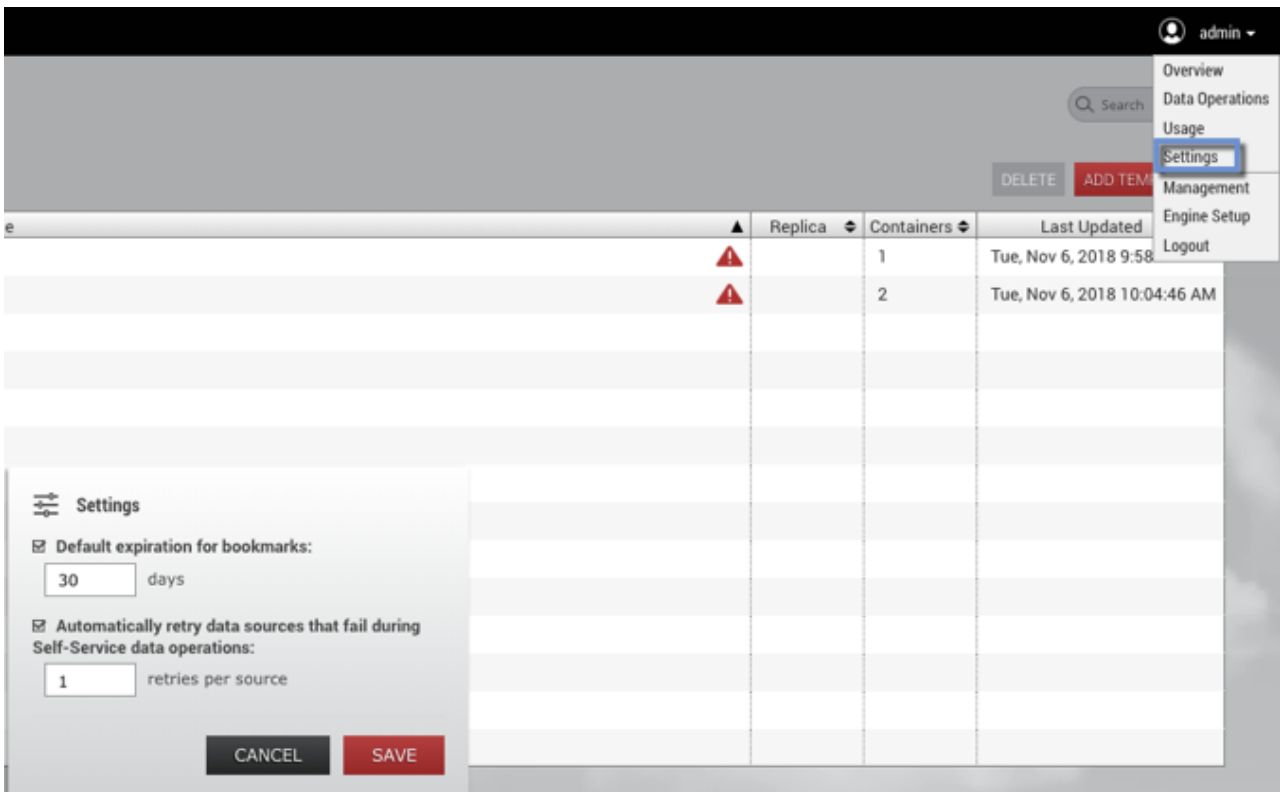 admin
Overview
Search
Data Operations
Usage
Settings
DELETE
ADD TEM
Management
Engine Setup
Logout
e
Replica
Containers
Last Updated
1
Tue, Nov 6, 2018 9:58
2
Tue, Nov 6, 2018 10:04:46 AM
Settings
Default expiration for bookmarks:
30 days
Automatically retry data sources that fail during
Self-Service data operations:
1 retries per source
CANCEL
SAVE